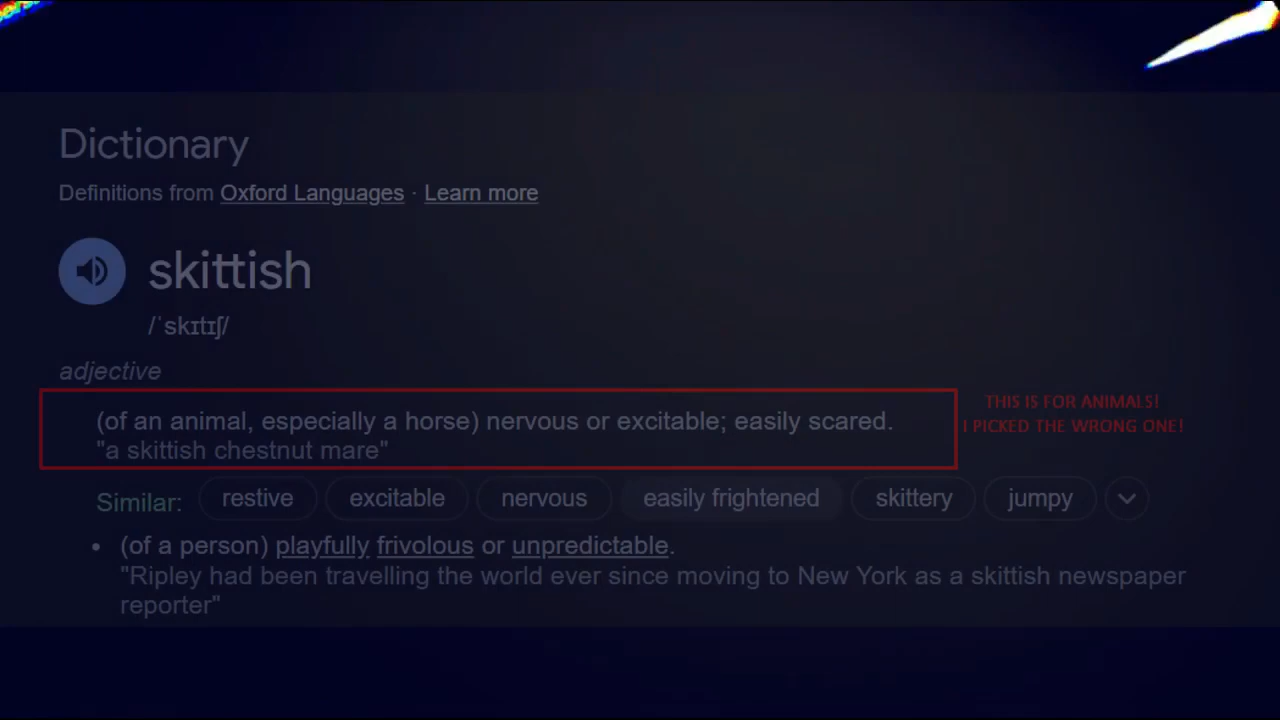 Dictionary
Definitions from Oxford Languages · Learn more
skittish
/ˈskɪtɪʃ/
adjective
(of an animal, especially a horse) nervous or excitable; easily scared.
"a skittish chestnut mare"
THIS IS FOR ANIMALS!
I PICKED THE WRONG ONE!
Similar: restive excitable nervous easily frightened skittery jumpy
• (of a person) playfully frivolous or unpredictable.
"Ripley had been travelling the world ever since moving to New York as a skittish newspaper
reporter"